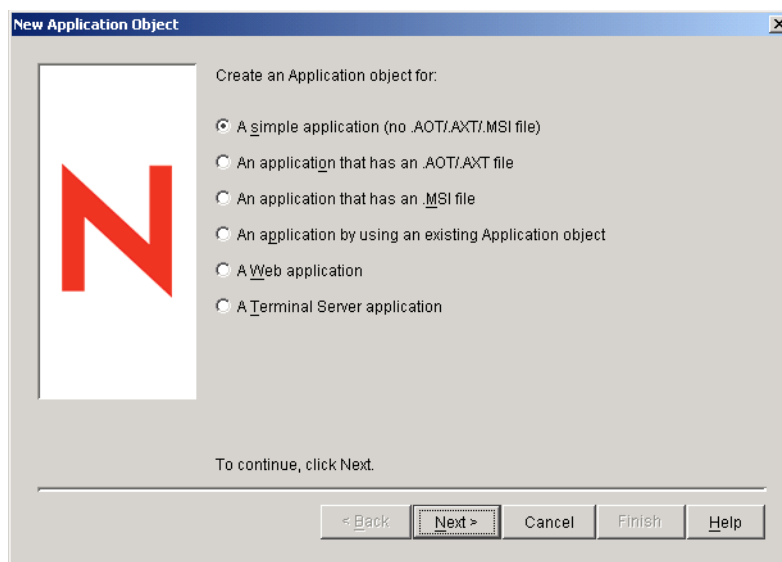 New Application Object
Create an Application object for:
A simple application (no .AOT/.AXT/.MSI file)
An application that has an .AOT/.AXT file
An application that has an .MSI file
An application by using an existing Application object
A Web application
A Terminal Server application
N
To continue, click Next.
< Back Next > Cancel Finish Help